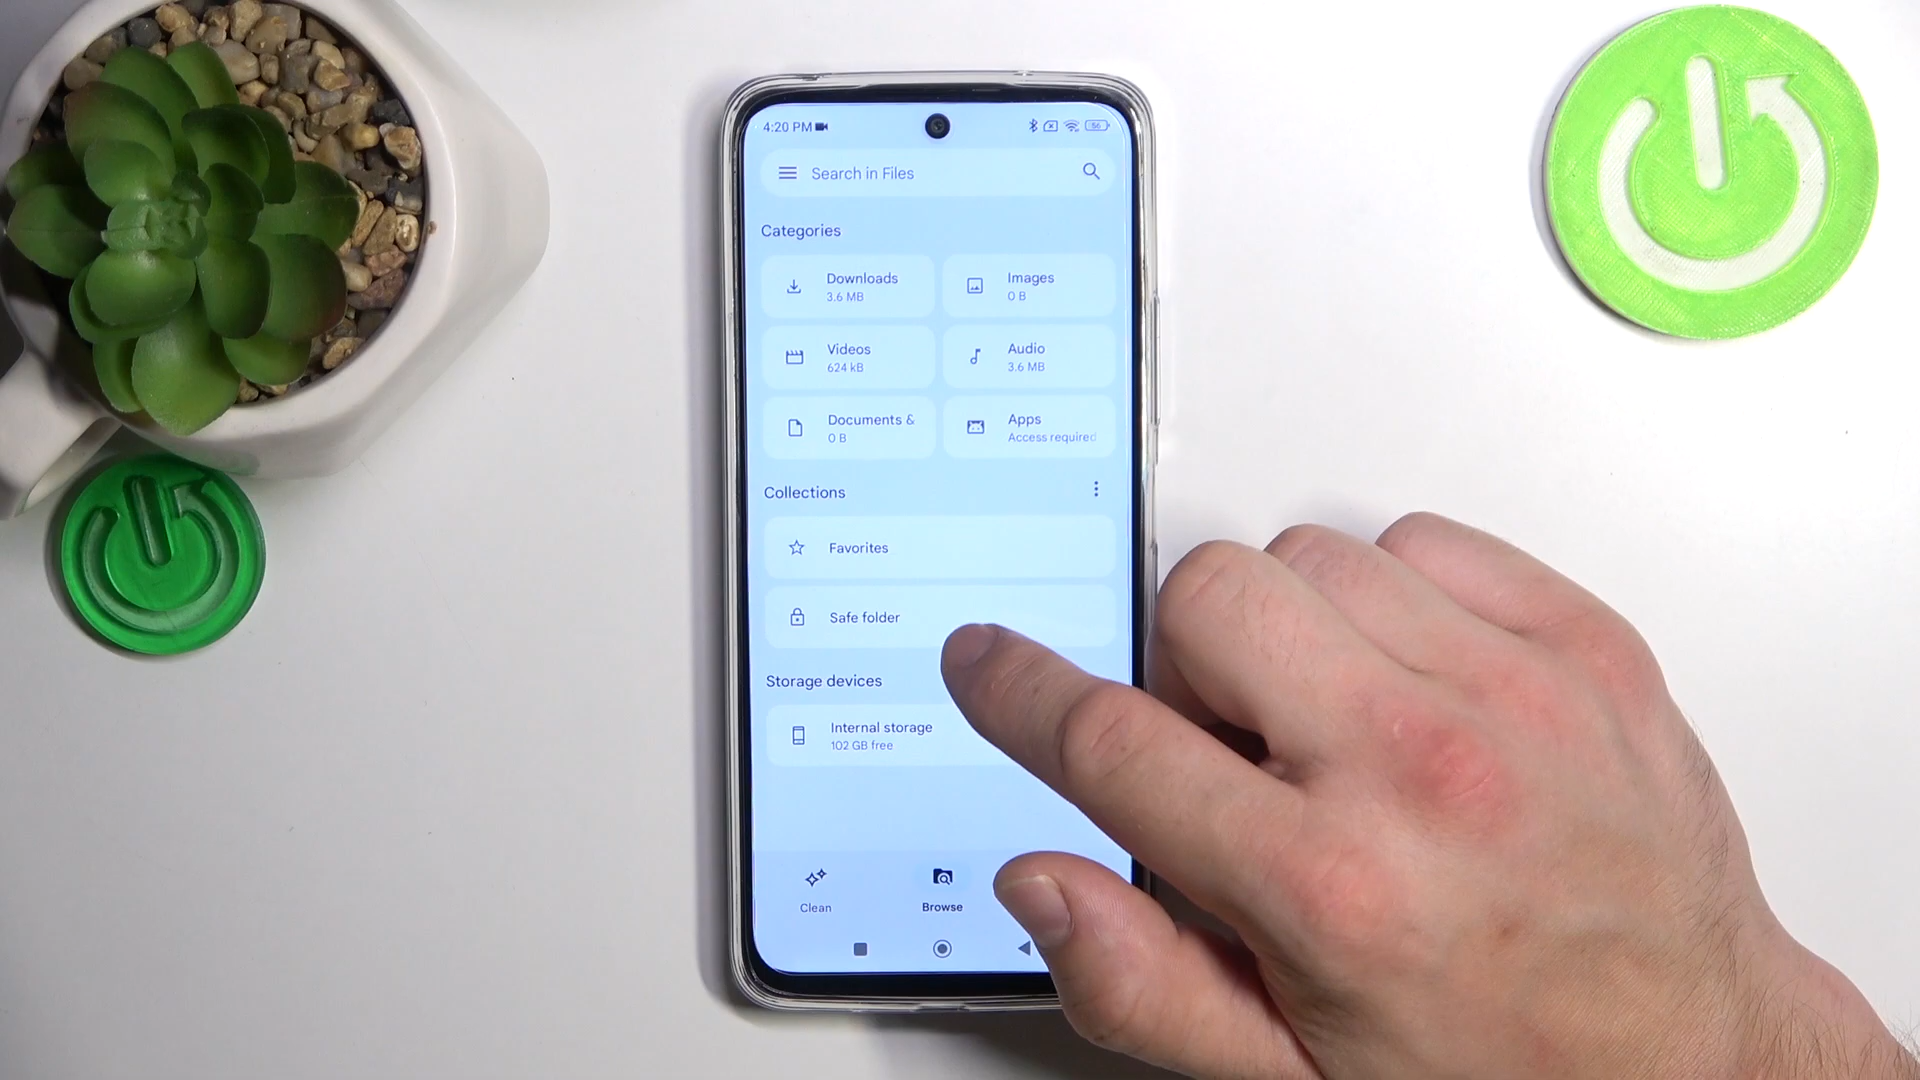 4:20 PM
56
Search in Files
Categories
Downloads
3.6 MB
Images
0 B
Videos
624 kB
Audio
3.6 MB
Documents &
0 B
Apps
Access required
Collections
Favorites
Safe folder
Storage devices
Internal storage
102 GB free
Clean
Browse